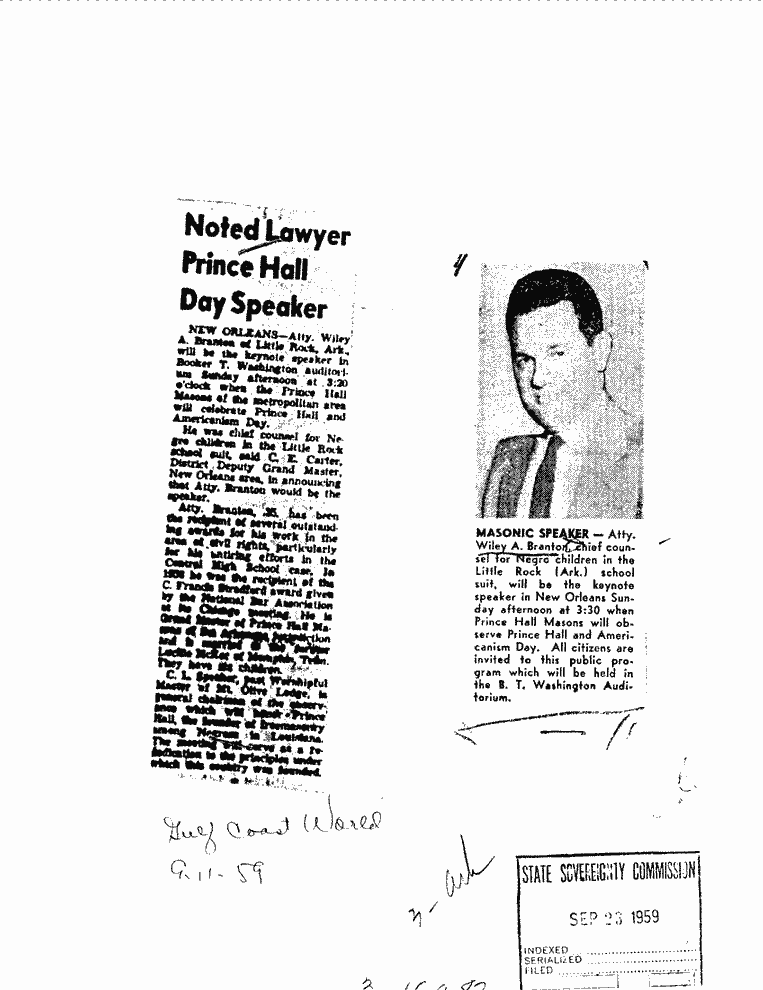 Noted Lawyer
Prince Hall
Day Speaker
NEW ORLEANS—Atty. Wiley
A. Branton of Little Rock, Ark.,
will be the keynote speaker in
Booker T. Washington auditori-
um Sunday afternoon at 3:20
o'clock when the Prince Hall
Masons of the metropolitan area
will celebrate Prince Hall and
Americanism Day.
He was chief counsel for Ne-
gro children in the Little Rock
school suit, said C. E. Carter,
District Deputy Grand Master,
New Orleans area, in announcing
that Atty. Branton would be the
speaker.
Atty. Branton, 35, has been
the recipient of several outstand-
ing awards for his work in the
area of civil rights, particularly
for his untiring efforts in the
Central High School case. In
1958 he was the recipient of the
C. Francis Stradford award given
by the National Bar Association
at its Chicago meeting. He is
Grand Master of Prince Hall Ma-
sons of the Arkansas jurisdiction
and is married to the former
Lucille McKee of Memphis, Tenn.
They have six children.
C. L. Speaker, past Worshipful
Master of Mt. Olive Lodge, is
general chairman of the observ-
ance which will honor Prince
Hall, the founder of freemasonry
among Negroes in Louisiana.
The meeting will serve as a re-
dedication to the principles under
which this country was founded.
Gulf Coast World
9-11-59
4
MASONIC SPEAKER — Atty.
Wiley A. Branton, chief coun-
sel for Negro children in the
Little Rock (Ark.) school
suit, will be the keynote
speaker in New Orleans Sun-
day afternoon at 3:30 when
Prince Hall Masons will ob-
serve Prince Hall and Ameri-
canism Day. All citizens are
invited to this public pro-
gram which will be held in
the B. T. Washington Audi-
torium.
STATE SOVEREIGNTY COMMISSION
SEP 23 1959
INDEXED
SERIALIZED
FILED